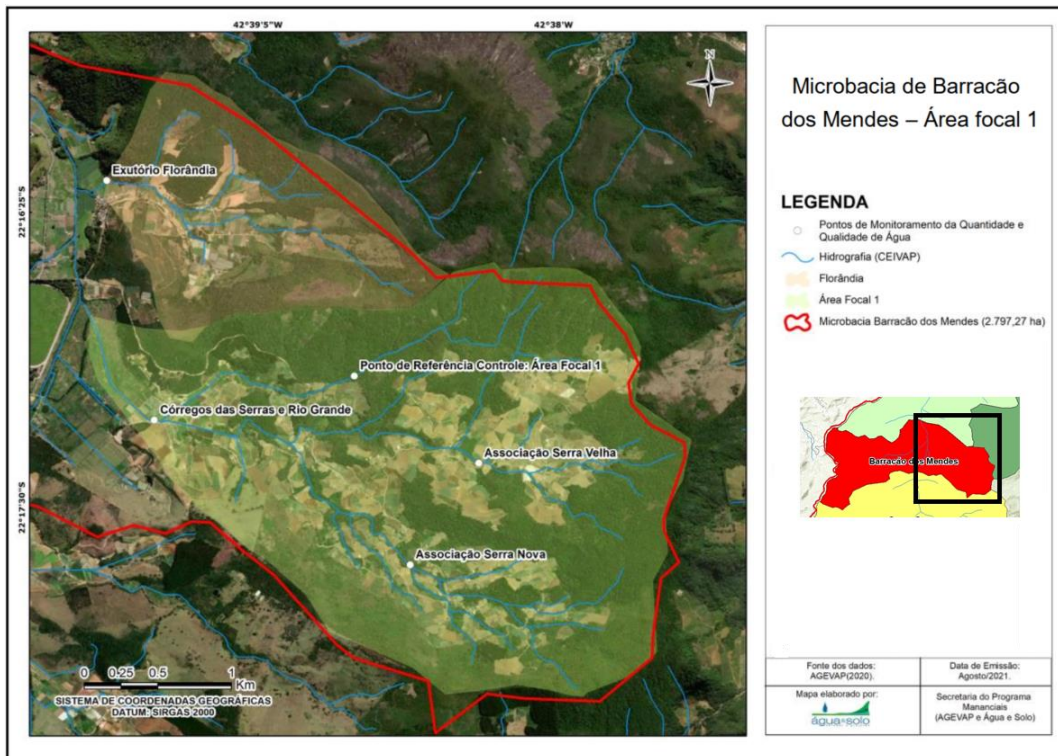 42°39'5"W
42°38'W
22°16'25"S
22°17'30"S
N
Exutório Florândia
Ponto de Referência Controle: Área Focal 1
Córregos das Serras e Rio Grande
Associação Serra Velha
Associação Serra Nova
0 0,25 0,5 1
Km
SISTEMA DE COORDENADAS GEOGRÁFICAS
DATUM: SIRGAS 2000
Microbacia de Barracão
dos Mendes – Área focal 1
LEGENDA
Pontos de Monitoramento da Quantidade e
Qualidade de Água
Hidrografia (CEIVAP)
Florândia
Área Focal 1
Microbacia Barracão dos Mendes (2.797,27 ha)
Barracão dos Mendes
Fonte dos dados:
AGEVAP(2020).
Data de Emissão:
Agosto/2021.
Mapa elaborado por:
água e solo
Secretaria do Programa
Mananciais
(AGEVAP e Água e Solo)